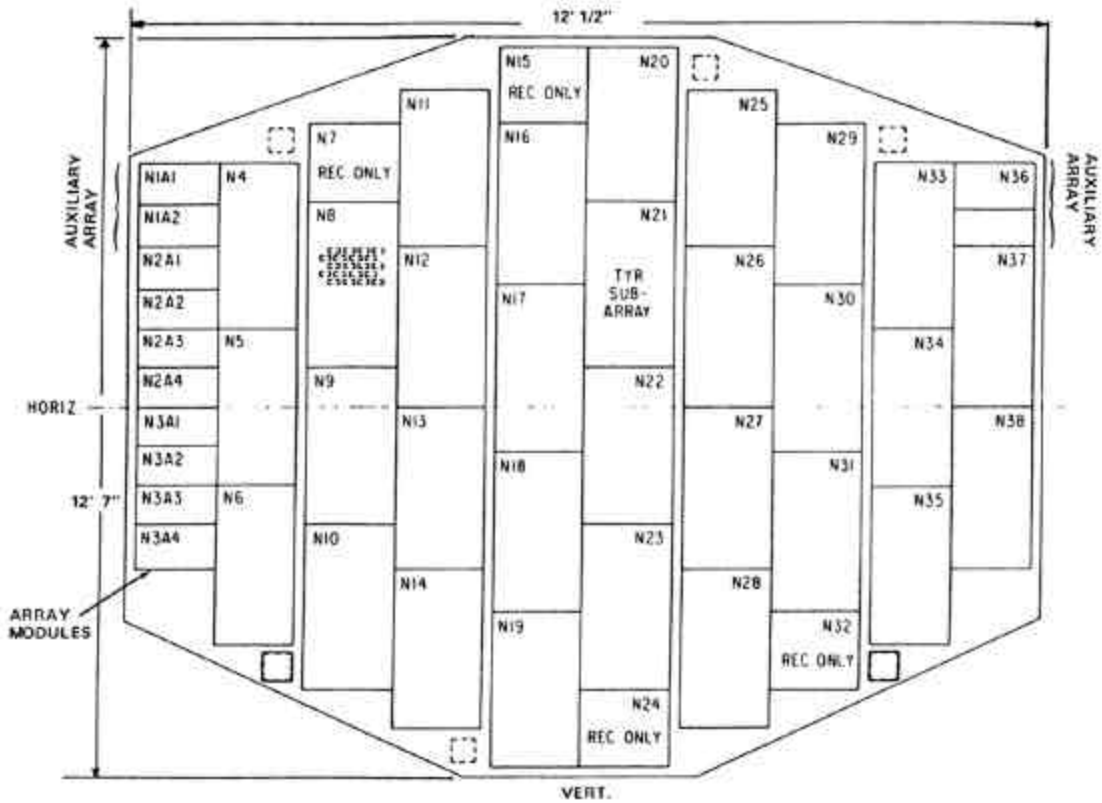 12' 1/2"
N15
REC ONLY
N20
N11
N25
N7
REC ONLY
N16
N29
AUXILIARY
ARRAY
N1A1
N4
N33
N36
AUXILIARY
ARRAY
N1A2
N8
N21
N2A1
N12
N26
N37
TYR
SUB-
ARRAY
N2A2
N17
N30
N2A3
N5
N34
N2A4
N9
N22
HORIZ
N3A1
N13
N27
N38
N3A2
N18
N31
12' 7"
N3A3
N6
N35
N3A4
N10
N23
N14
N28
ARRAY
MODULES
N19
N32
REC ONLY
N24
REC ONLY
VERT.